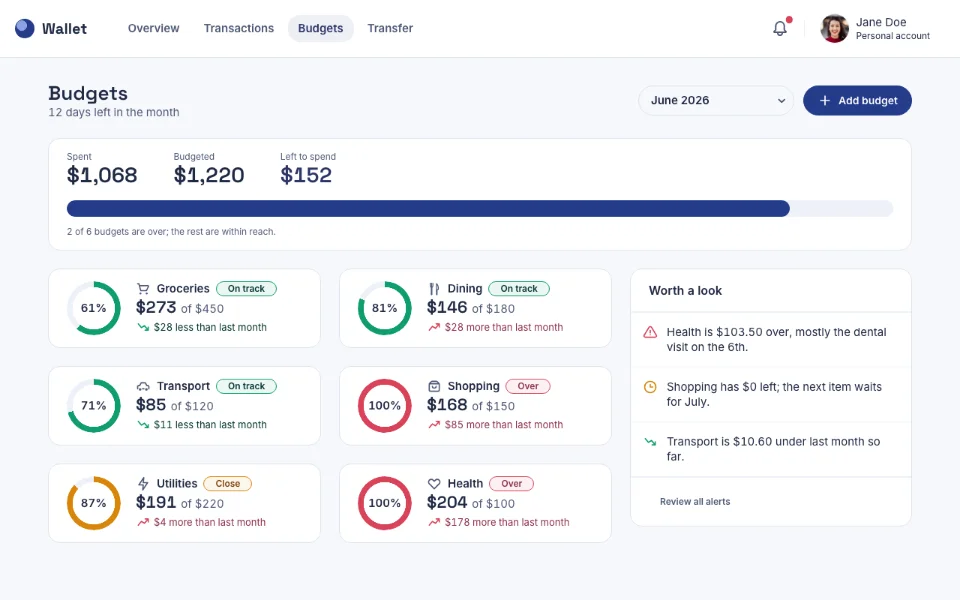 Wallet
Overview
Transactions
Budgets
Transfer
Jane Doe
Personal account
Budgets
12 days left in the month
June 2026
Add budget
Spent
$1,068
Budgeted
$1,220
Left to spend
$152
2 of 6 budgets are over; the rest are within reach.
61%
Groceries
On track
$273 of $450
$28 less than last month
81%
Dining
On track
$146 of $180
$28 more than last month
71%
Transport
On track
$85 of $120
$11 less than last month
100%
Shopping
Over
$168 of $150
$85 more than last month
87%
Utilities
Close
$191 of $220
$4 more than last month
100%
Health
Over
$204 of $100
$178 more than last month
Worth a look
Health is $103.50 over, mostly the dental
visit on the 6th.
Shopping has $0 left; the next item waits
for July.
Transport is $10.60 under last month so
far.
Review all alerts